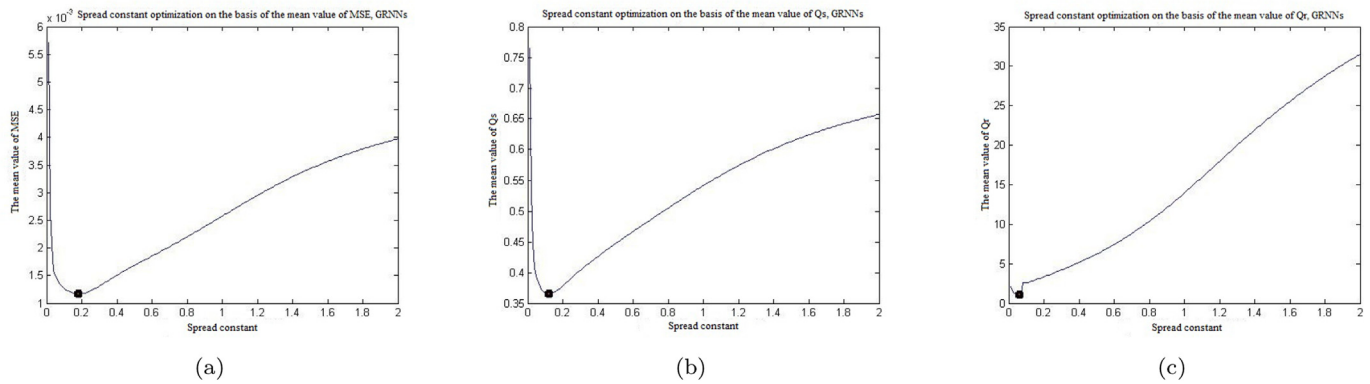 x 10⁻³ Spread constant optimization on the basis of the mean value of MSE, GRNNs
6
5.5
5
4.5
4
3.5
3
2.5
2
1.5
1
The mean value of MSE
0 0.2 0.4 0.6 0.8 1 1.2 1.4 1.6 1.8 2
Spread constant
(a)
Spread constant optimization on the basis of the mean value of Qs, GRNNs
0.8
0.75
0.7
0.65
0.6
0.55
0.5
0.45
0.4
0.35
The mean value of Qs
0 0.2 0.4 0.6 0.8 1 1.2 1.4 1.6 1.8 2
Spread constant
(b)
Spread constant optimization on the basis of the mean value of Qr, GRNNs
35
30
25
20
15
10
5
0
The mean value of Qr
0 0.2 0.4 0.6 0.8 1 1.2 1.4 1.6 1.8 2
Spread constant
(c)